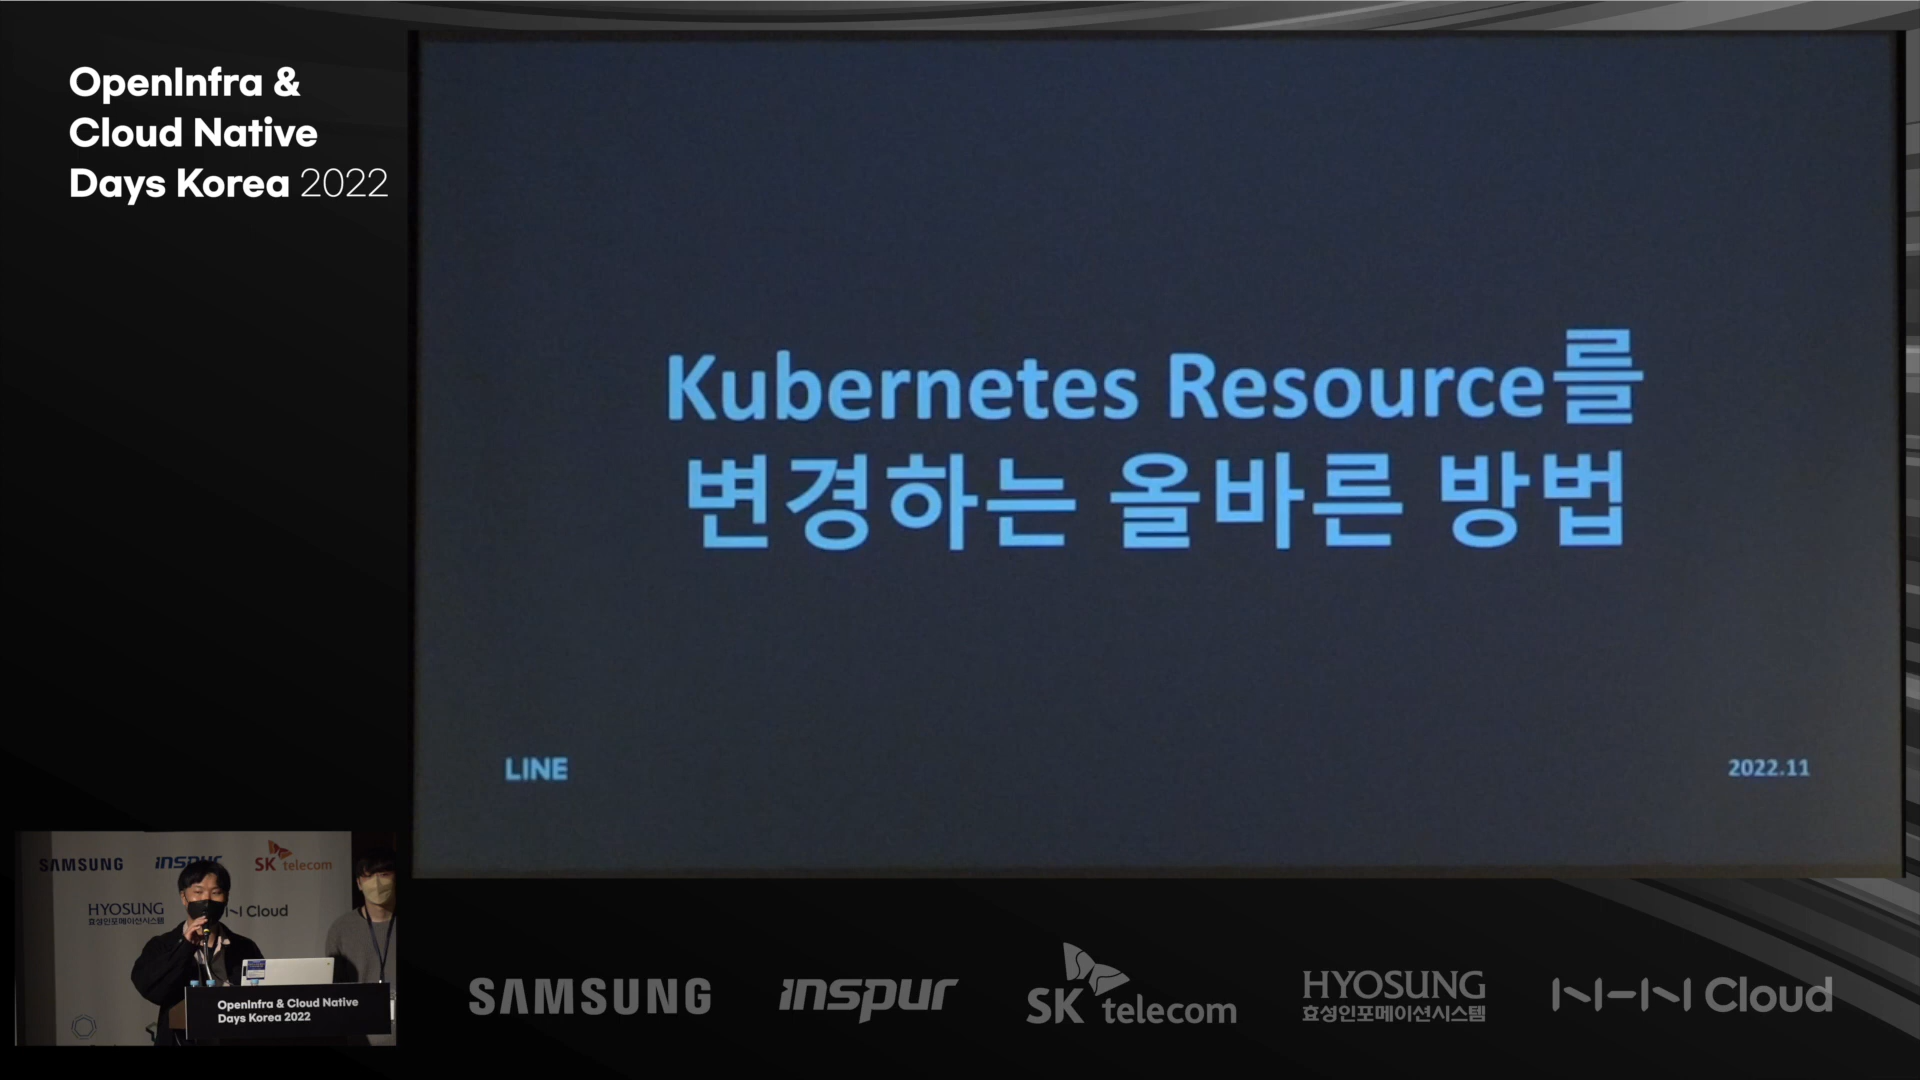 OpenInfra &
Cloud Native
Days Korea 2022
Kubernetes Resource를
변경하는 올바른 방법
LINE
2022.11
SAMSUNG
inspur
SK telecom
HYOSUNG
효성인포메이션시스템
Cloud
OpenInfra & Cloud Native
Days Korea 2022
SAMSUNG
inspur
SK telecom
HYOSUNG
효성인포메이션시스템
NHN Cloud